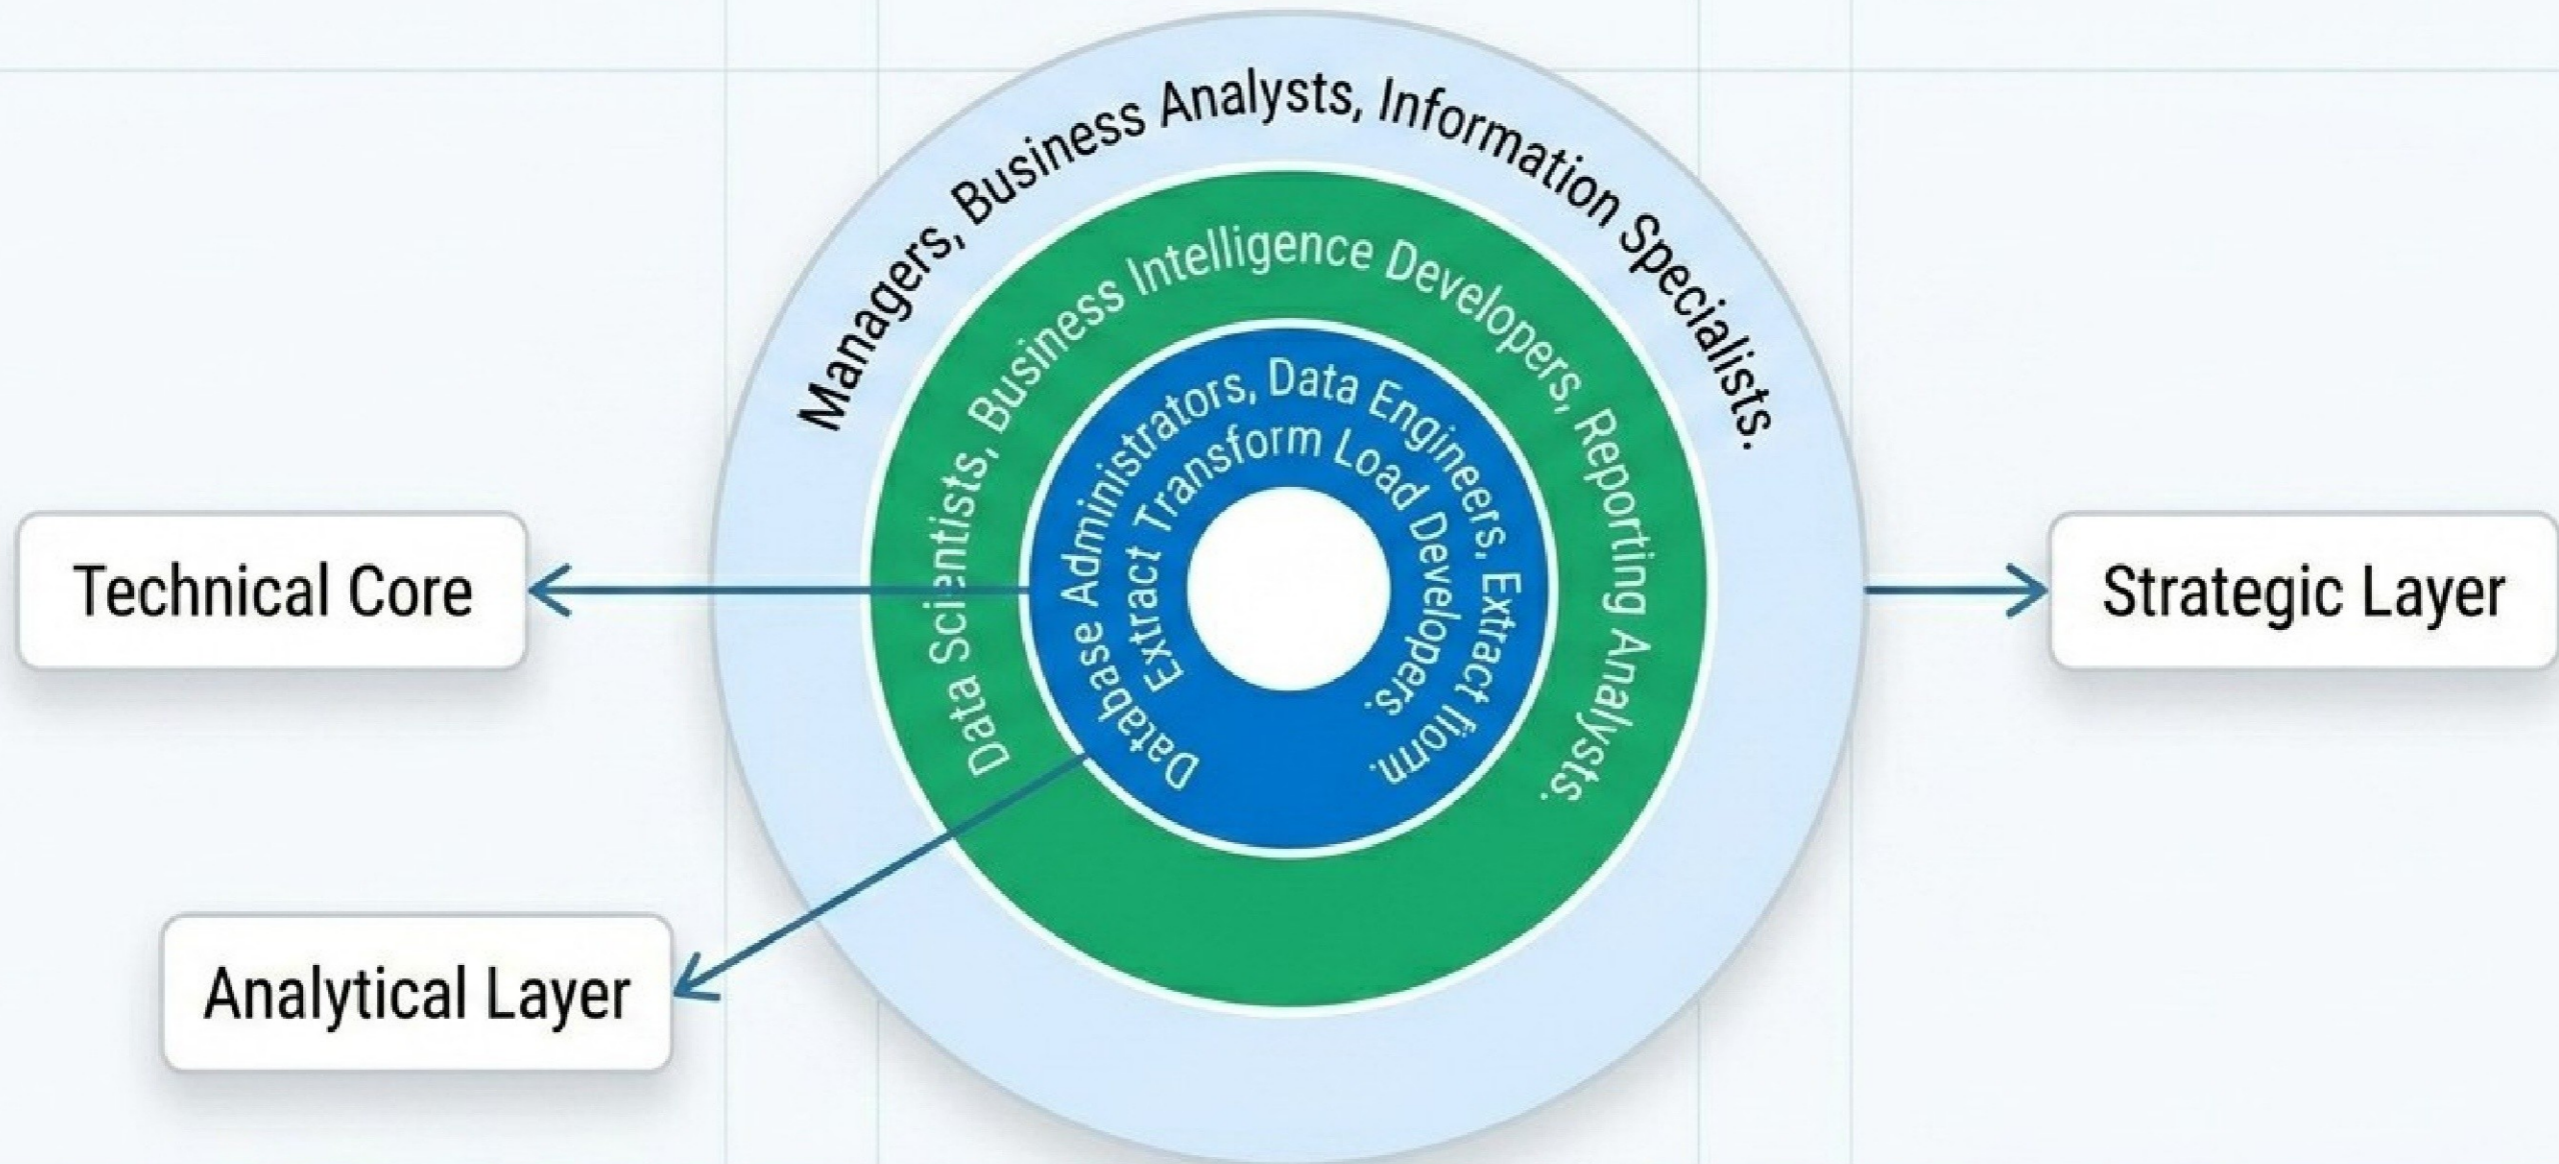 Managers, Business Analysts, Information Specialists.
Data Scientists, Business Intelligence Developers, Reporting Analysts.
Database Administrators, Data Engineers, Extract
Extract Transform Load Developers.
Technical Core
Strategic Layer
Analytical Layer